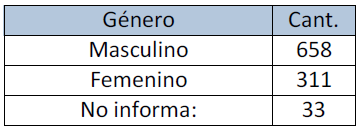 Género Cant.
Masculino 658
Femenino 311
No informa: 33